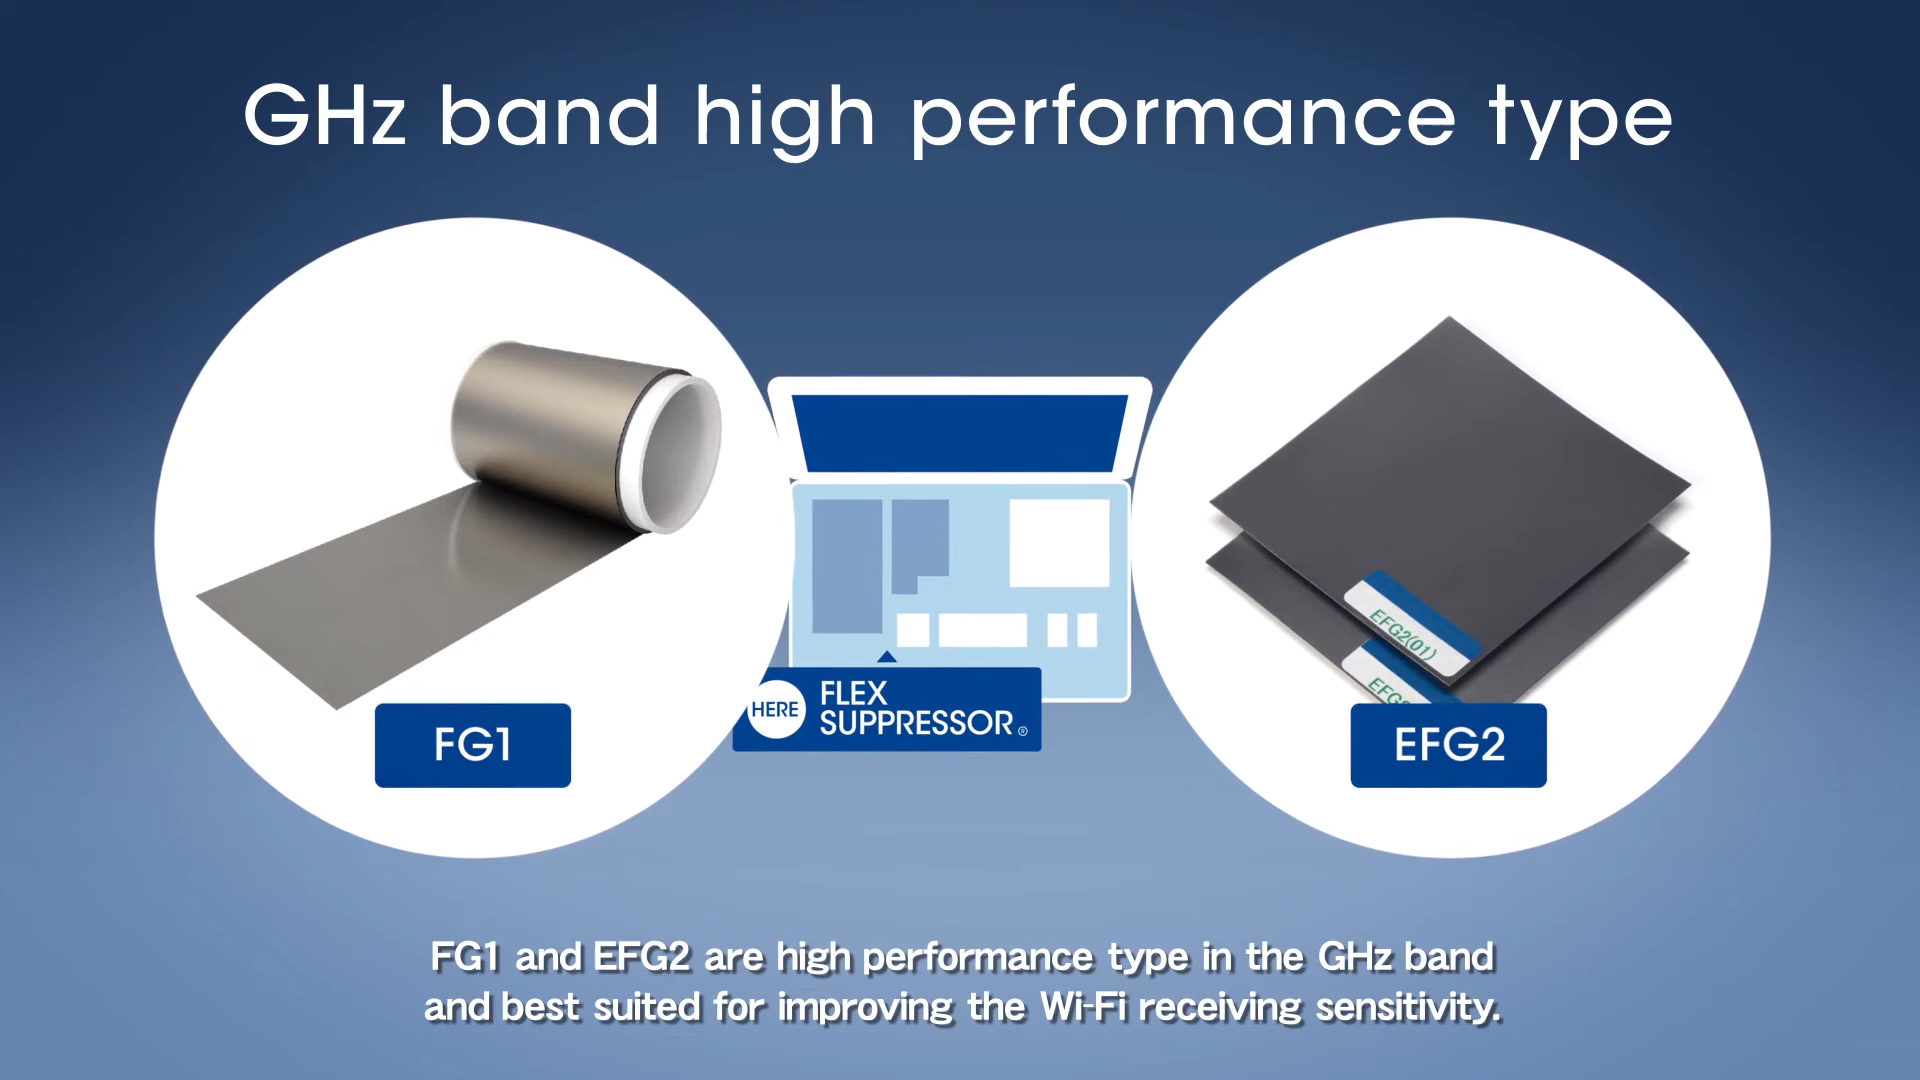 GHz band high performance type
EFG2(01)
HERE
FLEX
SUPPRESSOR®
FG1
EFG2
FG1 and EFG2 are high performance type in the GHz band
and best suited for improving the Wi-Fi receiving sensitivity.